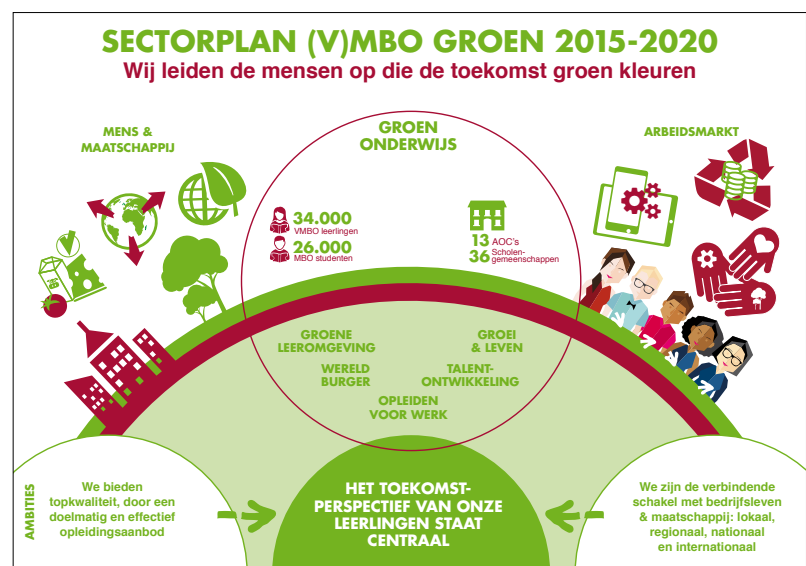 SECTORPLAN (V)MBO GROEN 2015-2020
Wij leiden de mensen op die de toekomst groen kleuren
MENS &
MAATSCHAPPIJ
GROEN
ONDERWIJS
ARBEIDSMARKT
34.000
VMBO leerlingen
26.000
MBO studenten
13 AOC's
36 Scholen-
gemeenschappen
GROENE
LEEROMGEVING
GROEI
& LEVEN
WERELD
BURGER
TALENT-
ONTWIKKELING
OPLEIDEN
VOOR WERK
AMBITIES
We bieden
topkwaliteit, door een
doelmatig en effectief
opleidingsaanbod
HET TOEKOMST-
PERSPECTIEF VAN ONZE
LEERLINGEN STAAT
CENTRAAL
We zijn de verbindende
schakel met bedrijfsleven
& maatschappij: lokaal,
regionaal, nationaal
en internationaal